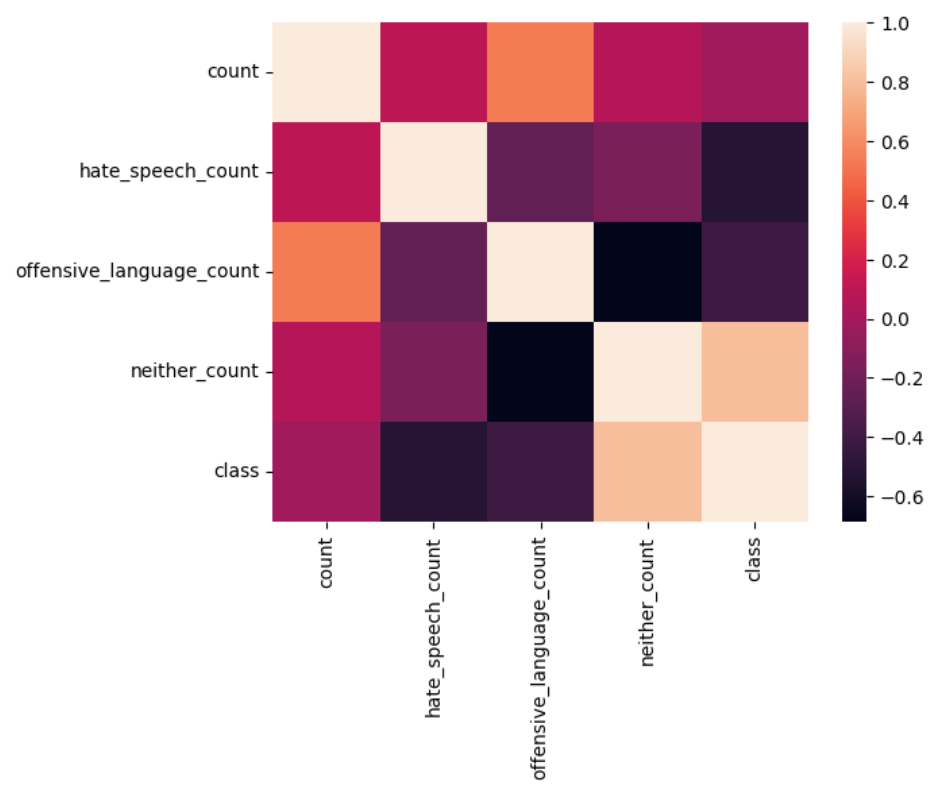 count
hate_speech_count
offensive_language_count
neither_count
class
count
hate_speech_count
offensive_language_count
neither_count
class
1.0
0.8
0.6
0.4
0.2
0.0
−0.2
−0.4
−0.6